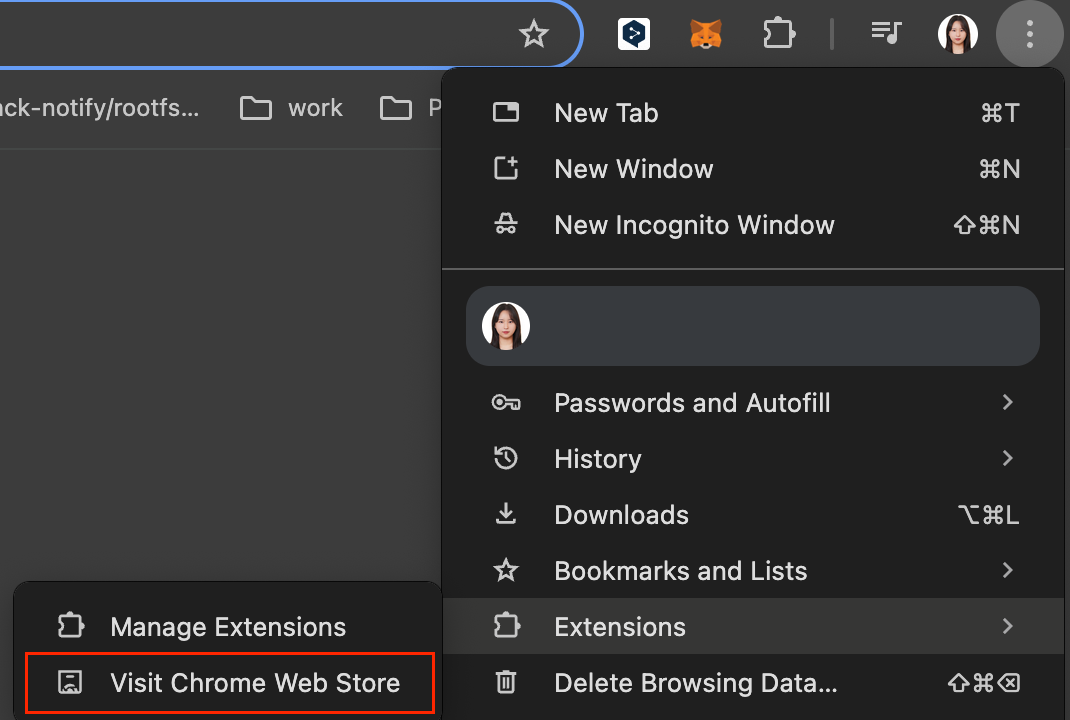 ack-notify/rootfs...
work
P
New Tab ⌘T
New Window ⌘N
New Incognito Window ⇧⌘N
Passwords and Autofill
History
Downloads ⌥⌘L
Bookmarks and Lists
Extensions
Manage Extensions
Visit Chrome Web Store
Delete Browsing Data... ⇧⌘⌫